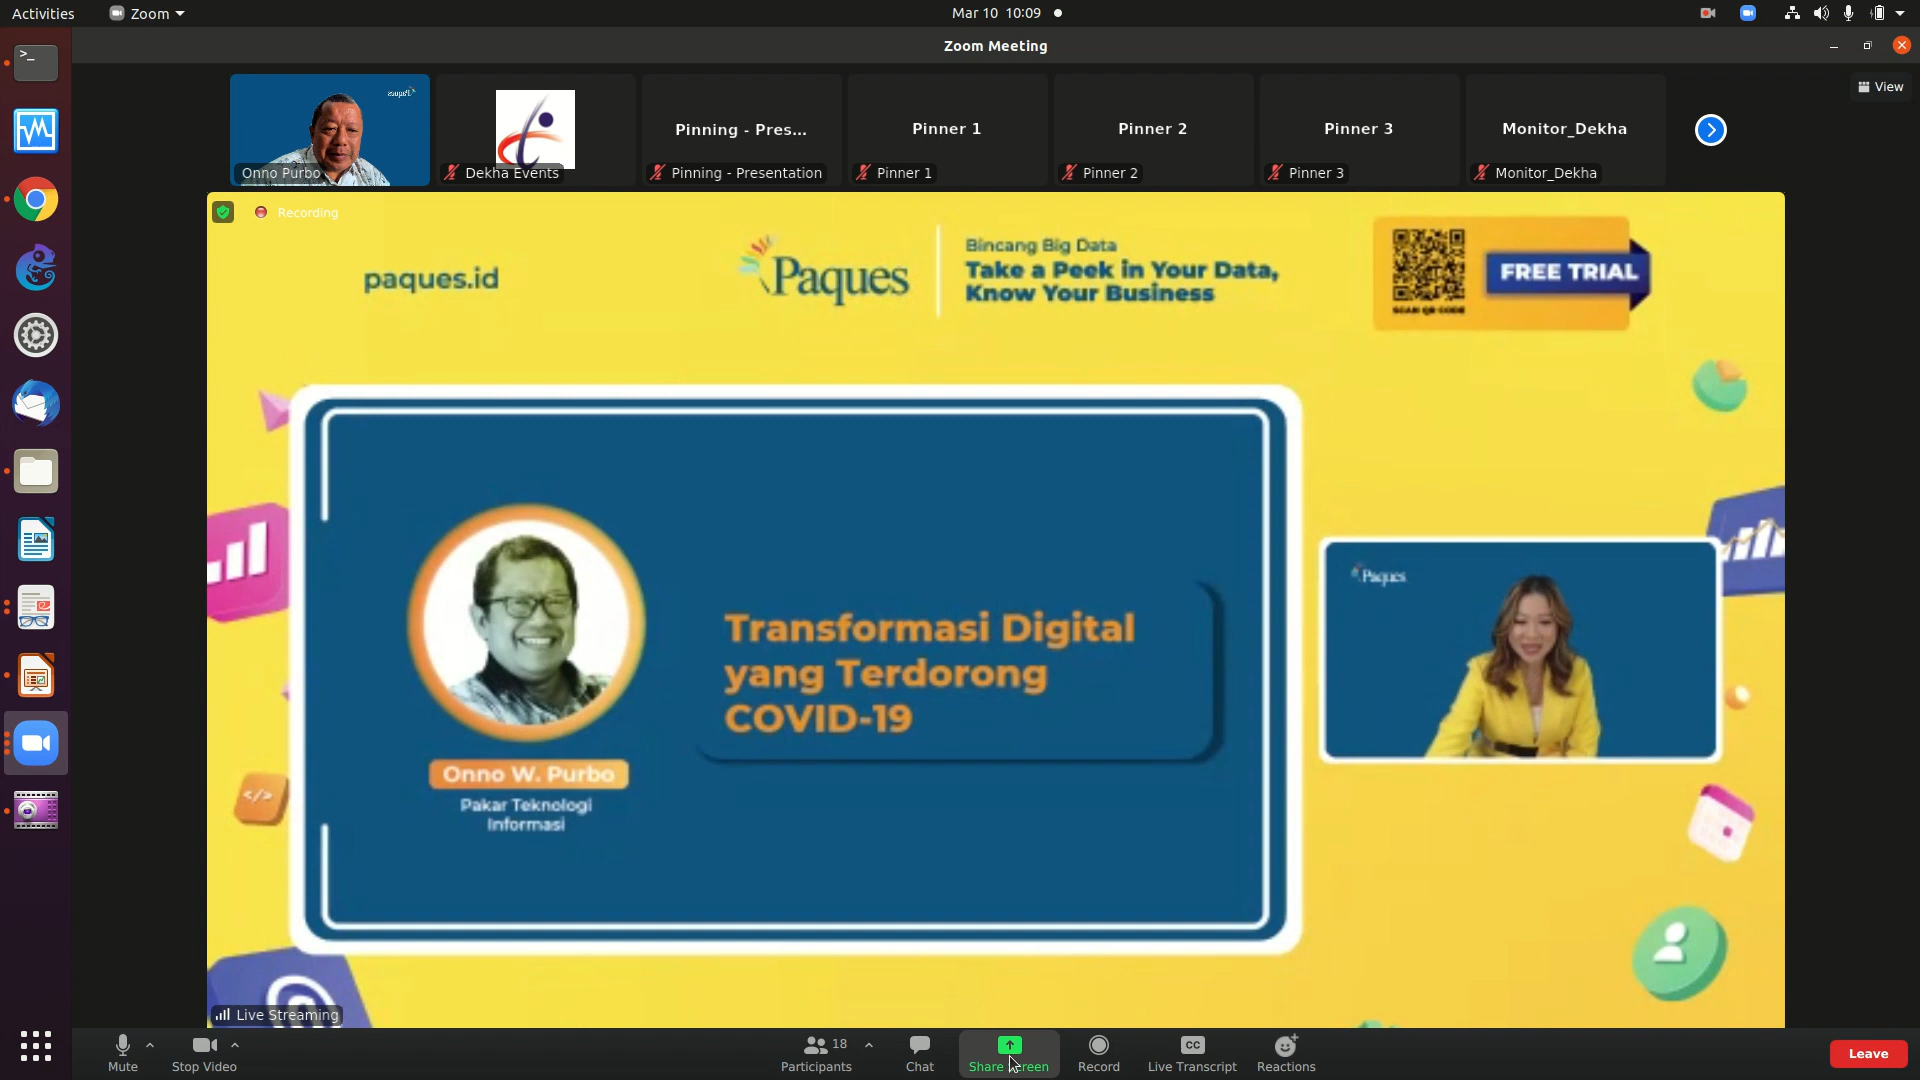 Activities
Zoom
Mar 10 10:09
Zoom Meeting
View
Paques
Onno Purbo
Dekha Events
Pinning - Pres...
Pinning - Presentation
Pinner 1
Pinner 1
Pinner 2
Pinner 2
Pinner 3
Pinner 3
Monitor_Dekha
Monitor_Dekha
Recording
paques.id
Paques
Bincang Big Data
Take a Peek in Your Data,
Know Your Business
SCAN QR CODE
FREE TRIAL
Transformasi Digital
yang Terdorong
COVID-19
Onno W. Purbo
Pakar Teknologi
Informasi
Paques
</>
Live Streaming
Mute
Stop Video
18
Participants
Chat
Share Screen
Record
CC
Live Transcript
Reactions
Leave